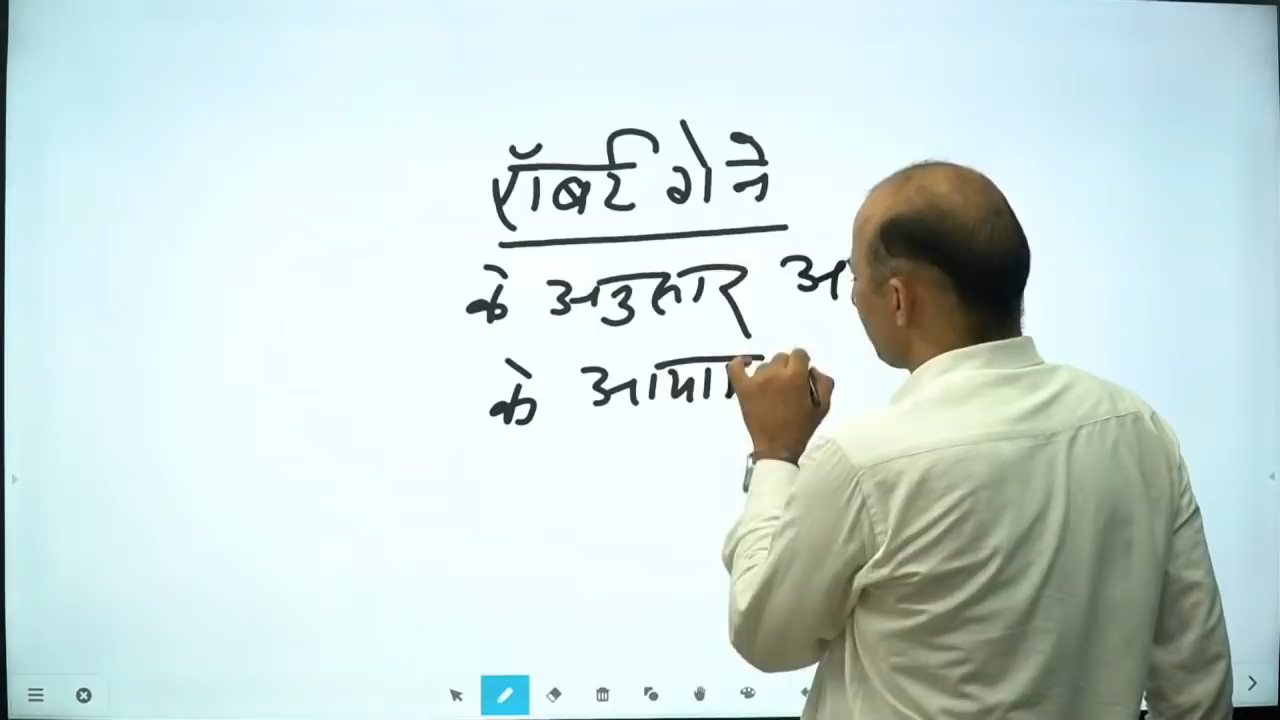 रॉबर्ट गेने
के अनुसार
के